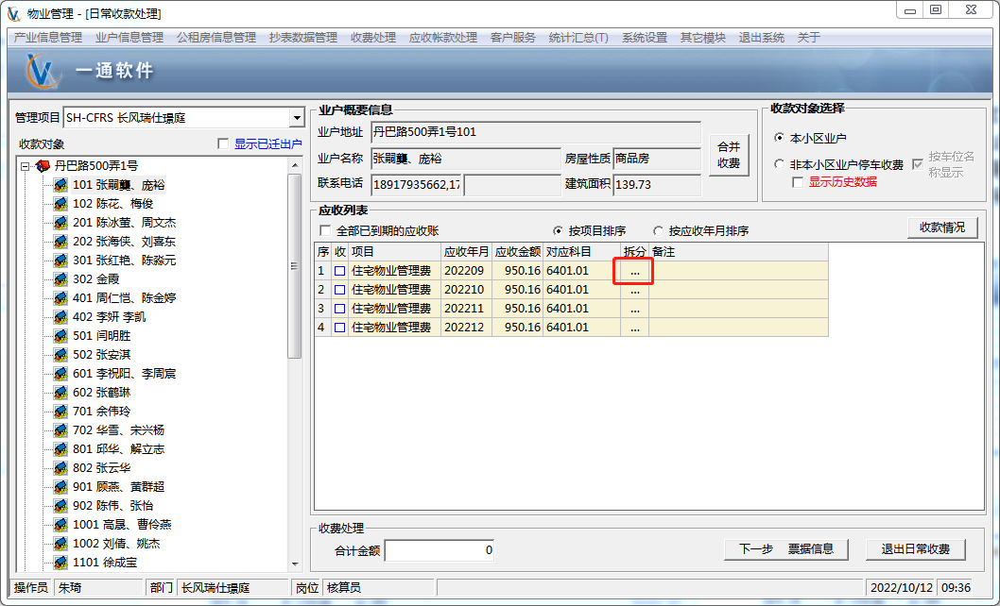 物业管理 - [日常收款处理]
产业信息管理 业户信息管理 公租房信息管理 抄表数据管理 收费处理 应收帐款处理 客户服务 统计汇总(T) 系统设置 其它模块 退出系统 关于
一通软件
管理项目 SH-CFRS 长风瑞仕璟庭
收款对象 显示已迁出户
丹巴路500弄1号
101 张嗣龑、庞裕
102 陈花、梅俊
201 陈冰萤、周文杰
202 张海侠、刘喜东
301 张红艳、陈淼元
302 金霞
401 周仁恺、陈金婷
402 李妍 李凯
501 闫明胜
502 张安淇
601 李祝阳、李周宸
602 张鹤琳
701 余伟玲
702 华雪、宋兴杨
801 邱华、解立志
802 张云华
901 顾燕、黄群超
902 陈伟、张怡
1001 高晟、曹伶燕
1002 刘倩、姚杰
1101 徐成宝
业户概要信息
业户地址 丹巴路500弄1号101
业户名称 张嗣龑、庞裕 房屋性质 商品房
联系电话 18917935662,17 建筑面积 139.73
合并
收费
收款对象选择
本小区业户
非本小区业户停车收费 按车位名
称显示
显示历史数据
应收列表
全部已到期的应收账 按项目排序 按应收年月排序 收款情况
序 收 项目 应收年月 应收金额 对应科目 拆分 备注
1 住宅物业管理费 202209 950.16 6401.01 ...
2 住宅物业管理费 202210 950.16 6401.01 ...
3 住宅物业管理费 202211 950.16 6401.01 ...
4 住宅物业管理费 202212 950.16 6401.01 ...
收费处理
合计金额 0 下一步 票据信息 退出日常收费
操作员 朱琦 部门 长风瑞仕璟庭 岗位 核算员 2022/10/12 09:36